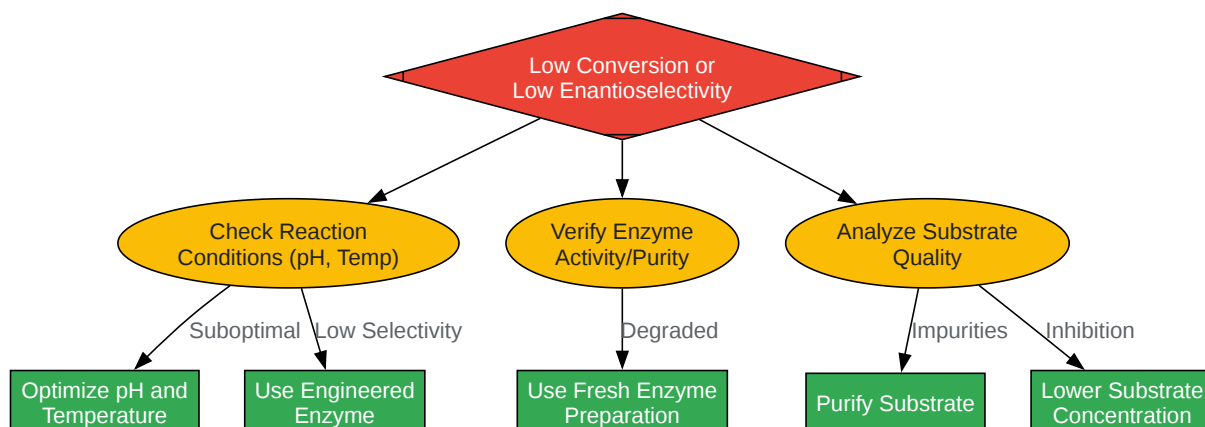 Low Conversion or
Low Enantioselectivity
Check Reaction
Conditions (pH, Temp)
Verify Enzyme
Activity/Purity
Analyze Substrate
Quality
Suboptimal
Low Selectivity
Degraded
Impurities
Inhibition
Optimize pH and
Temperature
Use Engineered
Enzyme
Use Fresh Enzyme
Preparation
Purify Substrate
Lower Substrate
Concentration